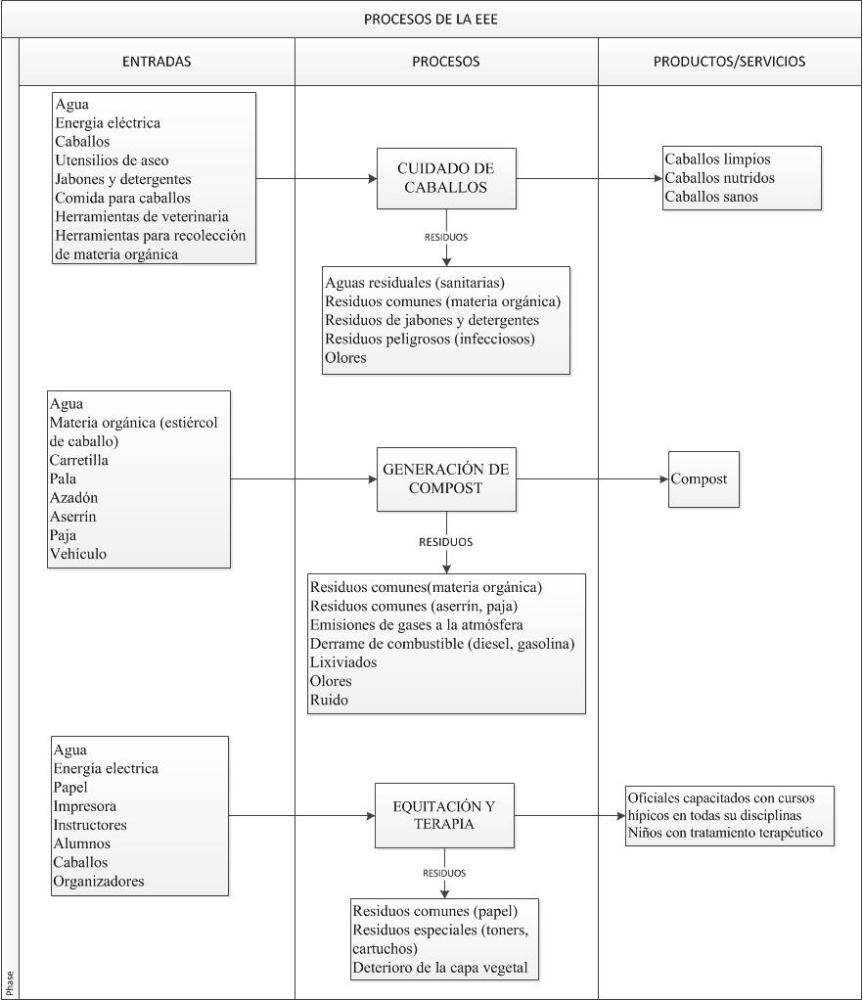 PROCESOS DE LA EEE
ENTRADAS
PROCESOS
PRODUCTOS/SERVICIOS
Agua
Energía eléctrica
Caballos
Utensilios de aseo
Jabones y detergentes
Comida para caballos
Herramientas de veterinaria
Herramientas para recolección
de materia orgánica
CUIDADO DE
CABALLOS
Caballos limpios
Caballos nutridos
Caballos sanos
RESIDUOS
Aguas residuales (sanitarias)
Residuos comunes (materia orgánica)
Residuos de jabones y detergentes
Residuos peligrosos (infecciosos)
Olores
Agua
Materia orgánica (estiércol
de caballo)
Carretilla
Pala
Azadón
Aserrín
Paja
Vehículo
GENERACIÓN DE
COMPOST
Compost
RESIDUOS
Residuos comunes(materia orgánica)
Residuos comunes (aserrín, paja)
Emisiones de gases a la atmósfera
Derrame de combustible (diesel, gasolina)
Lixiviados
Olores
Ruido
Agua
Energía electrica
Papel
Impresora
Instructores
Alumnos
Caballos
Organizadores
EQUITACIÓN Y
TERAPIA
Oficiales capacitados con cursos
hípicos en todas su disciplinas
Niños con tratamiento terapéutico
RESIDUOS
Residuos comunes (papel)
Residuos especiales (toners,
cartuchos)
Deterioro de la capa vegetal
Phase